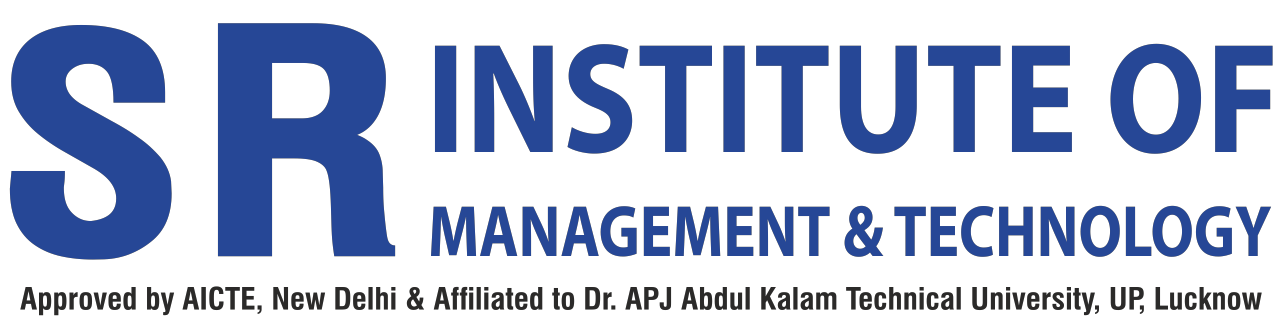 SR INSTITUTE OF
MANAGEMENT & TECHNOLOGY
Approved by AICTE, New Delhi & Affiliated to Dr. APJ Abdul Kalam Technical University, UP, Lucknow